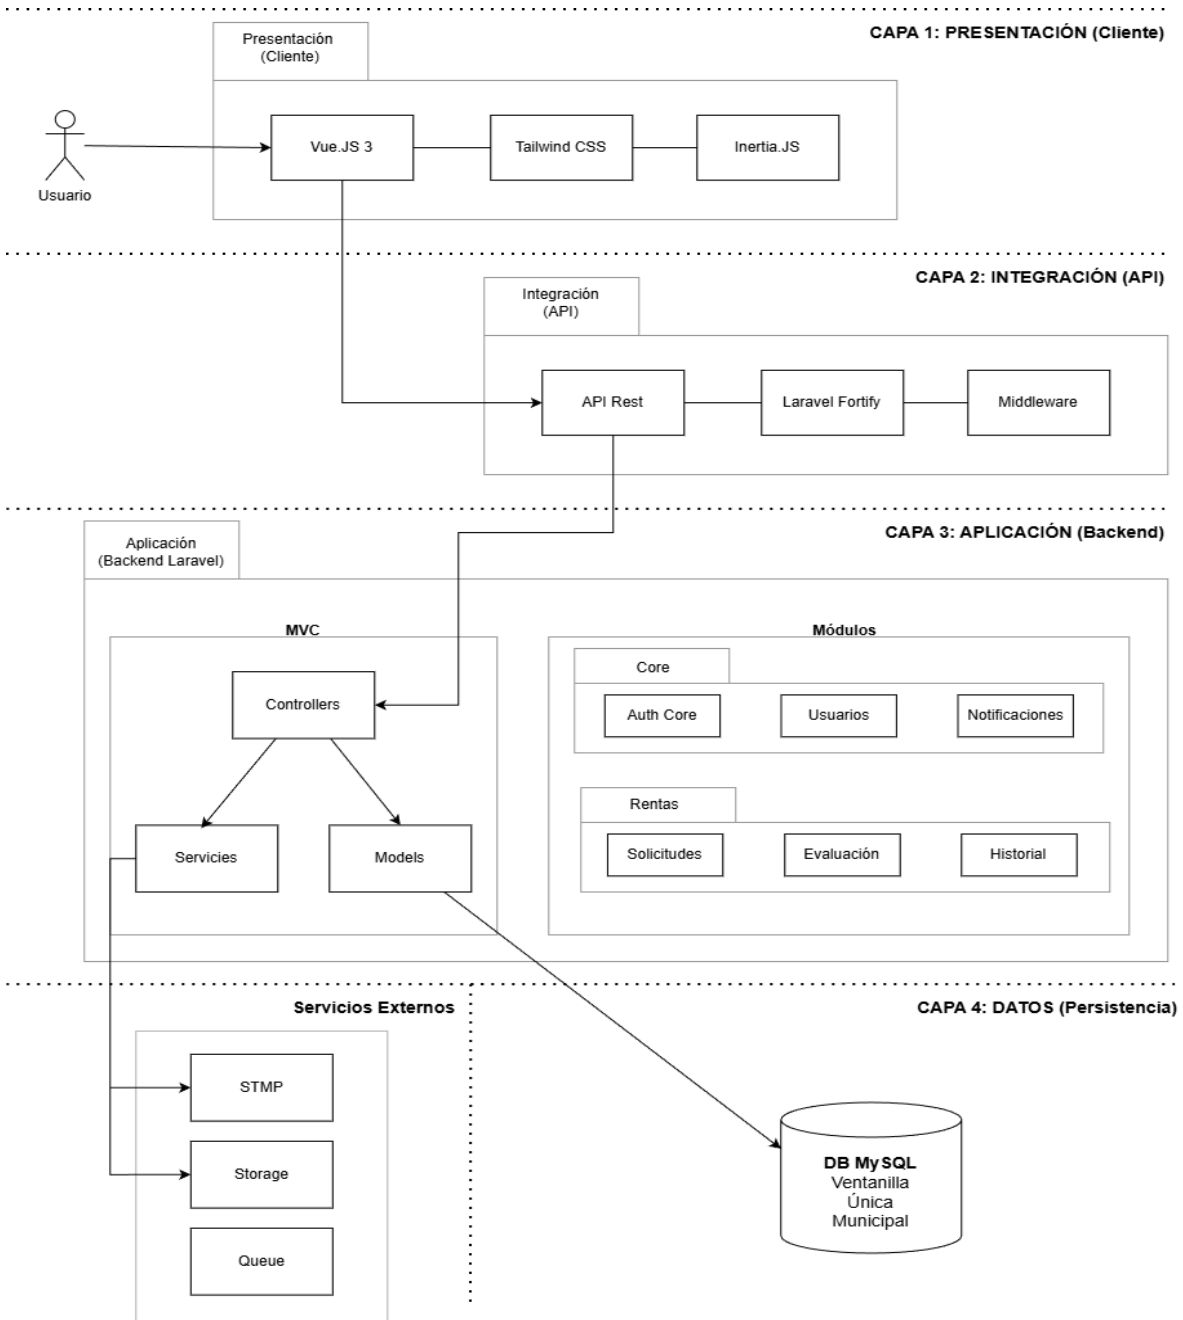 CAPA 1: PRESENTACIÓN (Cliente)
Presentación
(Cliente)
Usuario
Vue.JS 3
Tailwind CSS
Inertia.JS
CAPA 2: INTEGRACIÓN (API)
Integración
(API)
API Rest
Laravel Fortify
Middleware
CAPA 3: APLICACIÓN (Backend)
Aplicación
(Backend Laravel)
MVC
Controllers
Servicies
Models
Módulos
Core
Auth Core
Usuarios
Notificaciones
Rentas
Solicitudes
Evaluación
Historial
Servicios Externos
STMP
Storage
Queue
CAPA 4: DATOS (Persistencia)
DB MySQL
Ventanilla
Única
Municipal